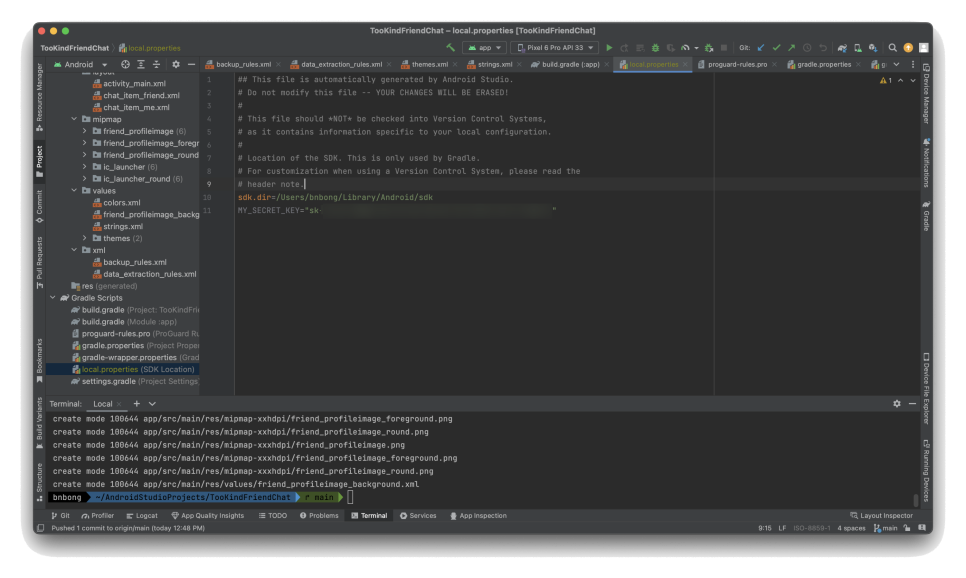 TooKindFriendChat – local.properties [TooKindFriendChat]
TooKindFriendChat local.properties
app Pixel 6 Pro API 33 Git:
Android
backup_rules.xml data_extraction_rules.xml themes.xml strings.xml build.gradle (:app) local.properties proguard-rules.pro gradle.properties
activity_main.xml
chat_item_friend.xml
chat_item_me.xml
mipmap
friend_profileimage (6)
friend_profileimage_foregr
friend_profileimage_round
ic_launcher (6)
ic_launcher_round (6)
values
colors.xml
friend_profileimage_backg
strings.xml
themes (2)
xml
backup_rules.xml
data_extraction_rules.xml
res (generated)
Gradle Scripts
build.gradle (Project: TooKindFrie
build.gradle (Module :app)
proguard-rules.pro (ProGuard Ru
gradle.properties (Project Proper
gradle-wrapper.properties (Grad
local.properties (SDK Location)
settings.gradle (Project Settings)
1 ## This file is automatically generated by Android Studio.
2 # Do not modify this file -- YOUR CHANGES WILL BE ERASED!
3 #
4 # This file should *NOT* be checked into Version Control Systems,
5 # as it contains information specific to your local configuration.
6 #
7 # Location of the SDK. This is only used by Gradle.
8 # For customization when using a Version Control System, please read the
9 # header note.
10 sdk.dir=/Users/bnbong/Library/Android/sdk
11 MY_SECRET_KEY="sk- "
1
Resource Manager
Project
Commit
Pull Requests
Bookmarks
Build Variants
Structure
Device Manager
Notifications
Gradle
Device File Explorer
Running Devices
Terminal: Local
create mode 100644 app/src/main/res/mipmap-xxhdpi/friend_profileimage_foreground.png
create mode 100644 app/src/main/res/mipmap-xxhdpi/friend_profileimage_round.png
create mode 100644 app/src/main/res/mipmap-xxxhdpi/friend_profileimage.png
create mode 100644 app/src/main/res/mipmap-xxxhdpi/friend_profileimage_foreground.png
create mode 100644 app/src/main/res/mipmap-xxxhdpi/friend_profileimage_round.png
create mode 100644 app/src/main/res/values/friend_profileimage_background.xml
bnbong ~/AndroidStudioProjects/TooKindFriendChat main
Git Profiler Logcat App Quality Insights TODO Problems Terminal Services App Inspection Layout Inspector
Pushed 1 commit to origin/main (today 12:48 PM) 9:15 LF ISO-8859-1 4 spaces main